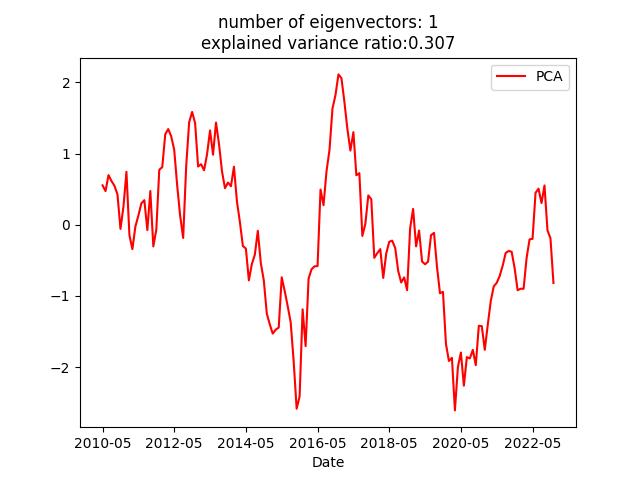 number of eigenvectors: 1
explained variance ratio:0.307
PCA
2
1
0
−1
−2
2010-05 2012-05 2014-05 2016-05 2018-05 2020-05 2022-05
Date